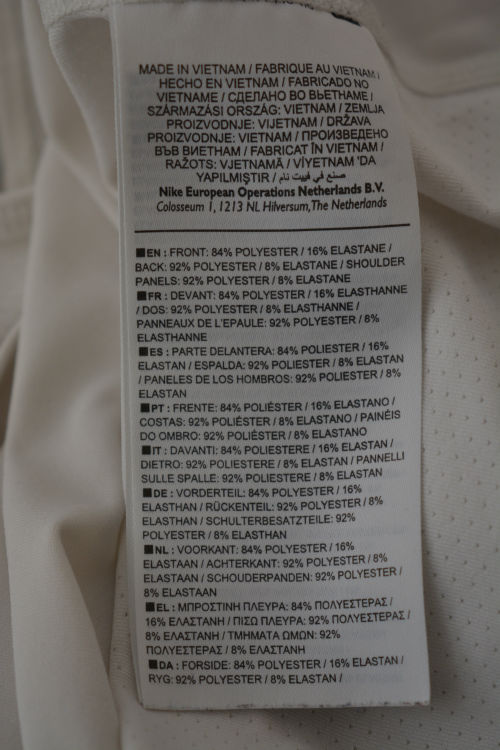 MADE IN VIETNAM / FABRIQUE AU VIETNAM /
HECHO EN VIETNAM / FABRICADO NO
VIETNAME / СДЕЛАНО ВО ВЬЕТНАМЕ /
SZÁRMAZÁSI ORSZÁG: VIETNAM / ZEMLJA
PROIZVODNJE: VIJETNAM / DRŽAVA
PROIZVODNJE: VIETNAM / ПРОИЗВЕДЕНО
ВЪВ ВИЕТНАМ / FABRICAT ÎN VIETNAM /
RAŽOTS: VJETNAMĀ / VİYETNAM 'DA
YAPILMIŞTIR / صنع في فييت نام
Nike European Operations Netherlands B.V.
Colosseum 1, 1213 NL Hilversum, The Netherlands
EN : FRONT: 84% POLYESTER / 16% ELASTANE /
BACK: 92% POLYESTER / 8% ELASTANE / SHOULDER
PANELS: 92% POLYESTER / 8% ELASTANE
FR : DEVANT: 84% POLYESTER / 16% ELASTHANNE
/ DOS: 92% POLYESTER / 8% ELASTHANNE /
PANNEAUX DE L'EPAULE: 92% POLYESTER / 8%
ELASTHANNE
ES : PARTE DELANTERA: 84% POLIESTER / 16%
ELASTAN / ESPALDA: 92% POLIESTER / 8% ELASTAN
/ PANELES DE LOS HOMBROS: 92% POLIESTER / 8%
ELASTAN
PT : FRENTE: 84% POLIÉSTER / 16% ELASTANO /
COSTAS: 92% POLIÉSTER / 8% ELASTANO / PAINÉIS
DO OMBRO: 92% POLIÉSTER / 8% ELASTANO
IT : DAVANTI: 84% POLIESTERE / 16% ELASTAN /
DIETRO: 92% POLIESTERE / 8% ELASTAN / PANNELLI
SULLE SPALLE: 92% POLIESTERE / 8% ELASTAN
DE : VORDERTEIL: 84% POLYESTER / 16%
ELASTHAN / RÜCKENTEIL: 92% POLYESTER / 8%
ELASTHAN / SCHULTERBESATZTEILE: 92%
POLYESTER / 8% ELASTHAN
NL : VOORKANT: 84% POLYESTER / 16%
ELASTAAN / ACHTERKANT: 92% POLYESTER / 8%
ELASTAAN / SCHOUDERPANDEN: 92% POLYESTER /
8% ELASTAAN
EL : ΜΠΡΟΣΤΙΝΗ ΠΛΕΥΡΑ: 84% ΠΟΛΥΕΣΤΕΡΑΣ /
16% ΕΛΑΣΤΑΝΗ / ΠΙΣΩ ΠΛΕΥΡΑ: 92% ΠΟΛΥΕΣΤΕΡΑΣ /
8% ΕΛΑΣΤΑΝΗ / ΤΜΗΜΑΤΑ ΩΜΩΝ: 92%
ΠΟΛΥΕΣΤΕΡΑΣ / 8% ΕΛΑΣΤΑΝΗ
DA : FORSIDE: 84% POLYESTER / 16% ELASTAN /
RYG: 92% POLYESTER / 8% ELASTAN /